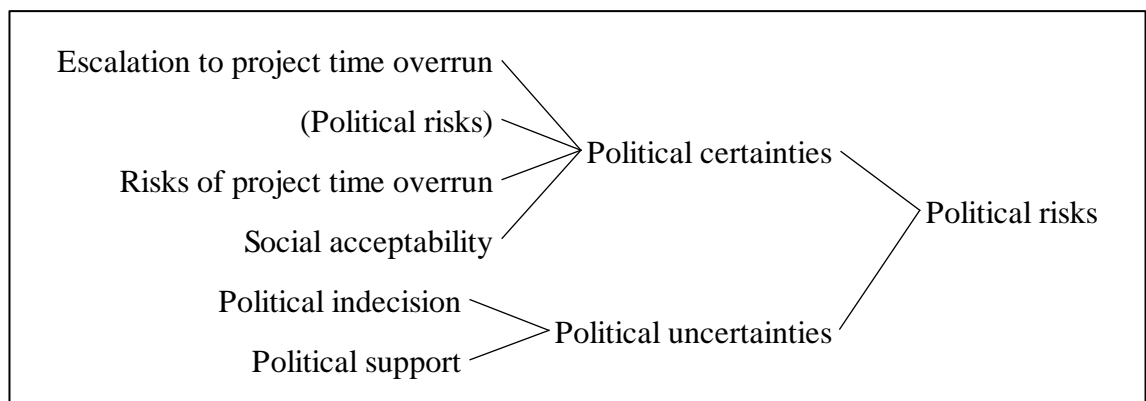 Escalation to project time overrun
(Political risks)
Political certainties
Risks of project time overrun
Political risks
Social acceptability
Political indecision
Political uncertainties
Political support